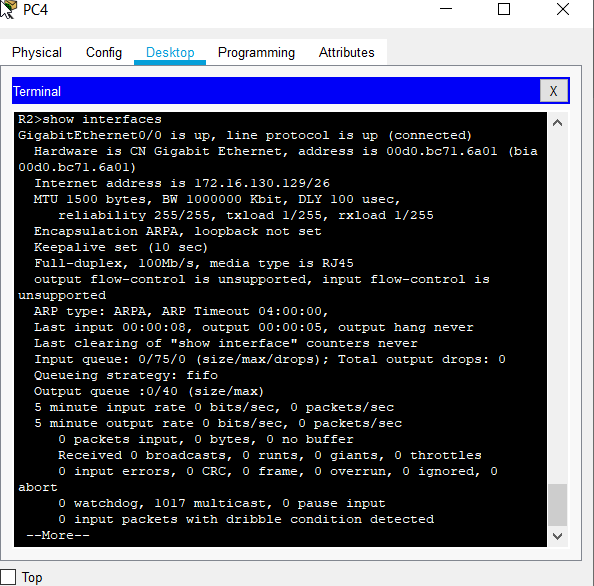 PC4
Physical Config Desktop Programming Attributes
Terminal X
R2>show interfaces
GigabitEthernet0/0 is up, line protocol is up (connected)
Hardware is CN Gigabit Ethernet, address is 00d0.bc71.6a01 (bia
00d0.bc71.6a01)
Internet address is 172.16.130.129/26
MTU 1500 bytes, BW 1000000 Kbit, DLY 100 usec,
reliability 255/255, txload 1/255, rxload 1/255
Encapsulation ARPA, loopback not set
Keepalive set (10 sec)
Full-duplex, 100Mb/s, media type is RJ45
output flow-control is unsupported, input flow-control is
unsupported
ARP type: ARPA, ARP Timeout 04:00:00,
Last input 00:00:08, output 00:00:05, output hang never
Last clearing of "show interface" counters never
Input queue: 0/75/0 (size/max/drops); Total output drops: 0
Queueing strategy: fifo
Output queue :0/40 (size/max)
5 minute input rate 0 bits/sec, 0 packets/sec
5 minute output rate 0 bits/sec, 0 packets/sec
0 packets input, 0 bytes, 0 no buffer
Received 0 broadcasts, 0 runts, 0 giants, 0 throttles
0 input errors, 0 CRC, 0 frame, 0 overrun, 0 ignored, 0
abort
0 watchdog, 1017 multicast, 0 pause input
0 input packets with dribble condition detected
--More--
Top